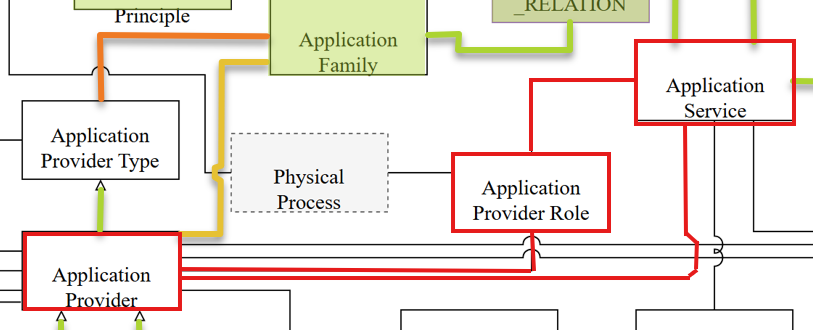 Principle
_RELATION
Application
Family
Application
Service
Application
Provider Type
Physical
Process
Application
Provider Role
Application
Provider